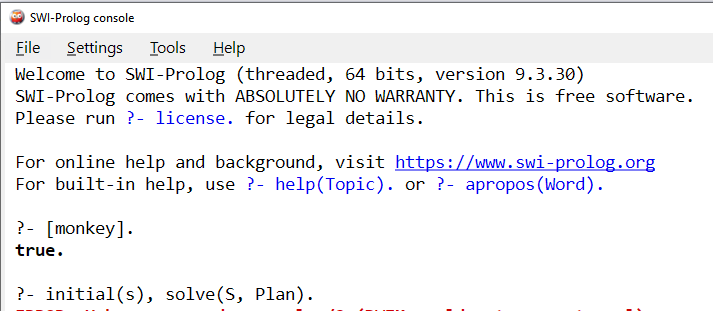 SWI-Prolog console
File Settings Tools Help
Welcome to SWI-Prolog (threaded, 64 bits, version 9.3.30)
SWI-Prolog comes with ABSOLUTELY NO WARRANTY. This is free software.
Please run ?- license. for legal details.
For online help and background, visit https://www.swi-prolog.org
For built-in help, use ?- help(Topic). or ?- apropos(Word).
?- [monkey].
true.
?- initial(s), solve(S, Plan).